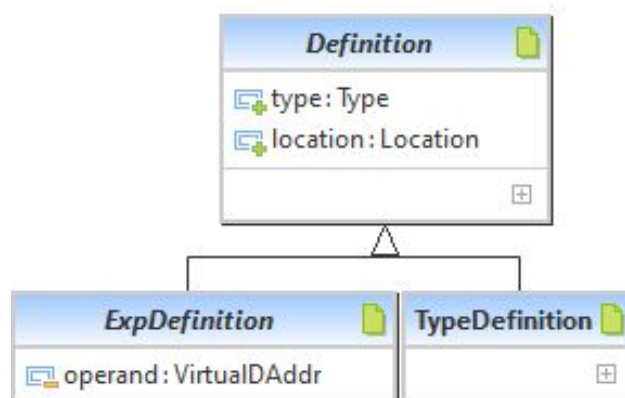 Definition
type: Type
location: Location
ExpDefinition
TypeDefinition
operand: VirtualDAddr